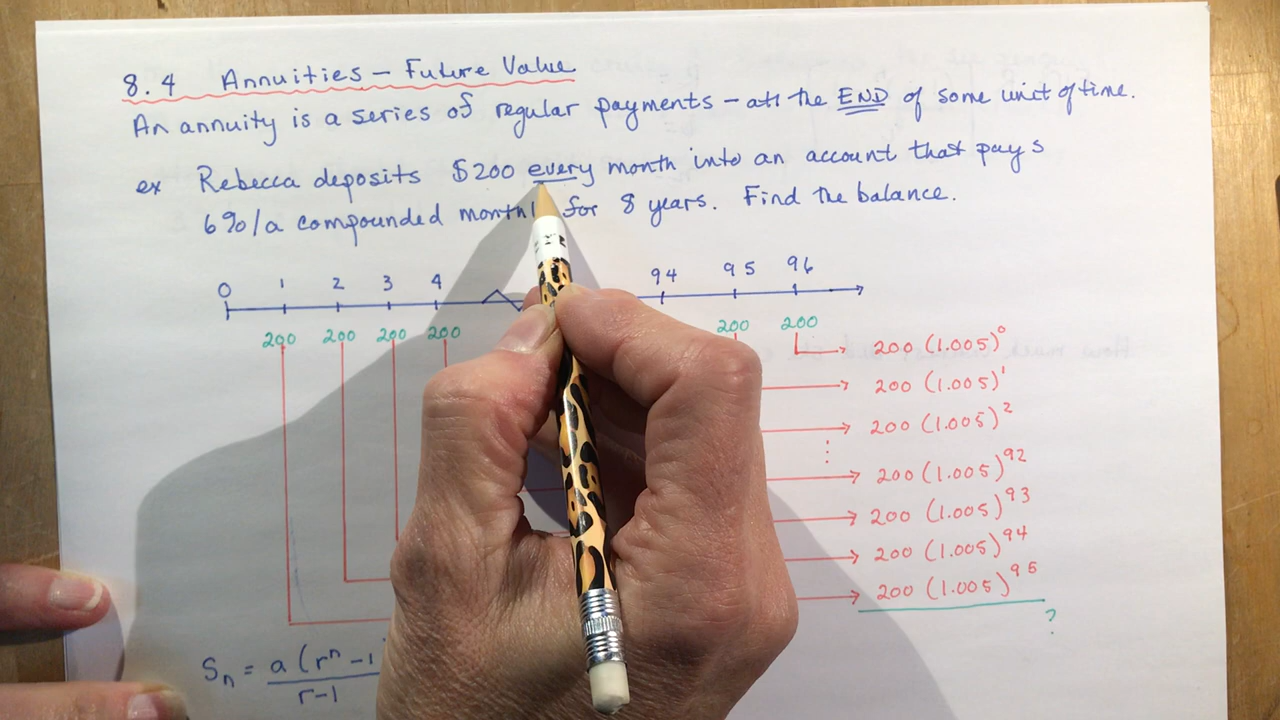 8.4 Annuities – Future Value
An annuity is a series of regular payments – at the END of some unit of time.
ex Rebecca deposits $200 every month into an account that pays
6%/a compounded month for 8 years. Find the balance.
0 1 2 3 4 94 95 96
200 200 200 200 200 200
200 (1.005)⁰
200 (1.005)¹
200 (1.005)²
⋮
200 (1.005)⁹²
200 (1.005)⁹³
200 (1.005)⁹⁴
200 (1.005)⁹⁵
?
Sₙ = a (rⁿ – 1
r – 1